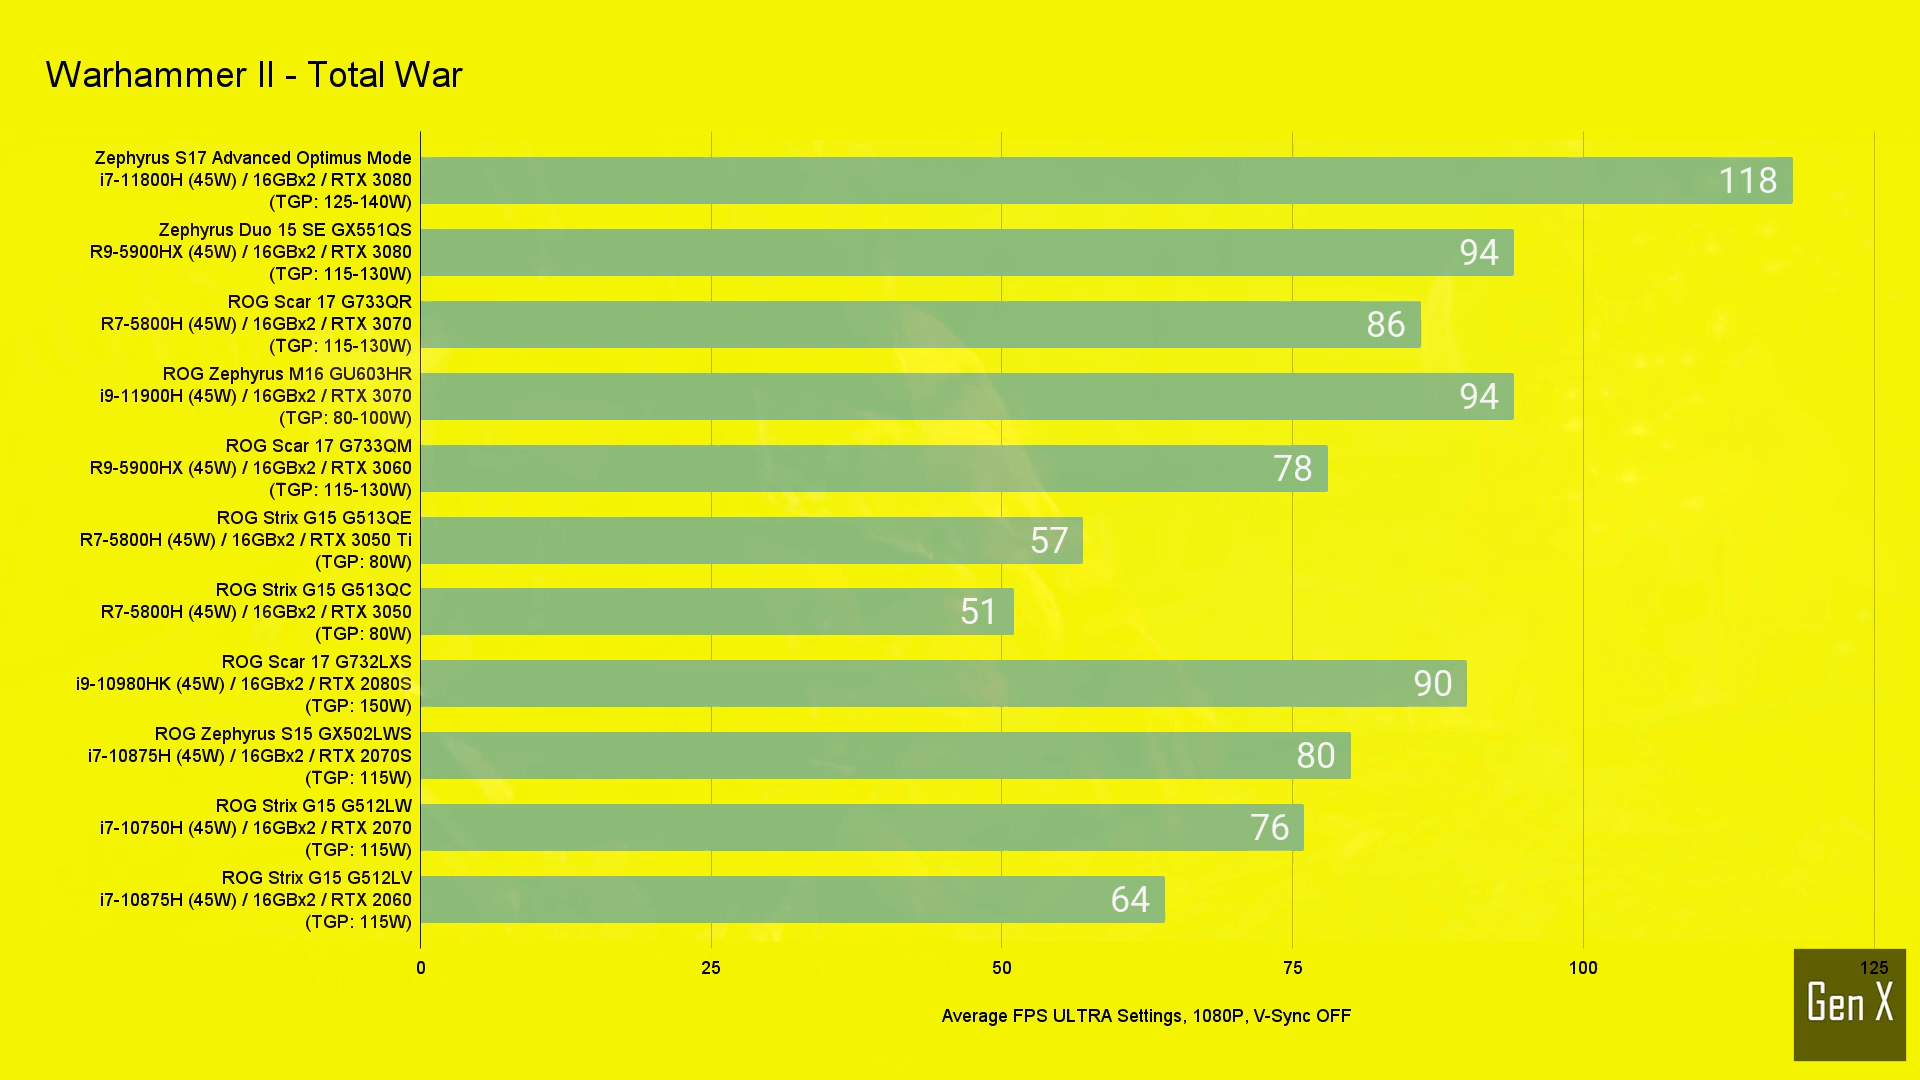 Warhammer II - Total War
Zephyrus S17 Advanced Optimus Mode
i7-11800H (45W) / 16GBx2 / RTX 3080
(TGP: 125-140W)
118
Zephyrus Duo 15 SE GX551QS
R9-5900HX (45W) / 16GBx2 / RTX 3080
(TGP: 115-130W)
94
ROG Scar 17 G733QR
R7-5800H (45W) / 16GBx2 / RTX 3070
(TGP: 115-130W)
86
ROG Zephyrus M16 GU603HR
i9-11900H (45W) / 16GBx2 / RTX 3070
(TGP: 80-100W)
94
ROG Scar 17 G733QM
R9-5900HX (45W) / 16GBx2 / RTX 3060
(TGP: 115-130W)
78
ROG Strix G15 G513QE
R7-5800H (45W) / 16GBx2 / RTX 3050 Ti
(TGP: 80W)
57
ROG Strix G15 G513QC
R7-5800H (45W) / 16GBx2 / RTX 3050
(TGP: 80W)
51
ROG Scar 17 G732LXS
i9-10980HK (45W) / 16GBx2 / RTX 2080S
(TGP: 150W)
90
ROG Zephyrus S15 GX502LWS
i7-10875H (45W) / 16GBx2 / RTX 2070S
(TGP: 115W)
80
ROG Strix G15 G512LW
i7-10750H (45W) / 16GBx2 / RTX 2070
(TGP: 115W)
76
ROG Strix G15 G512LV
i7-10875H (45W) / 16GBx2 / RTX 2060
(TGP: 115W)
64
0 25 50 75 100 125
Average FPS ULTRA Settings, 1080P, V-Sync OFF
Gen X